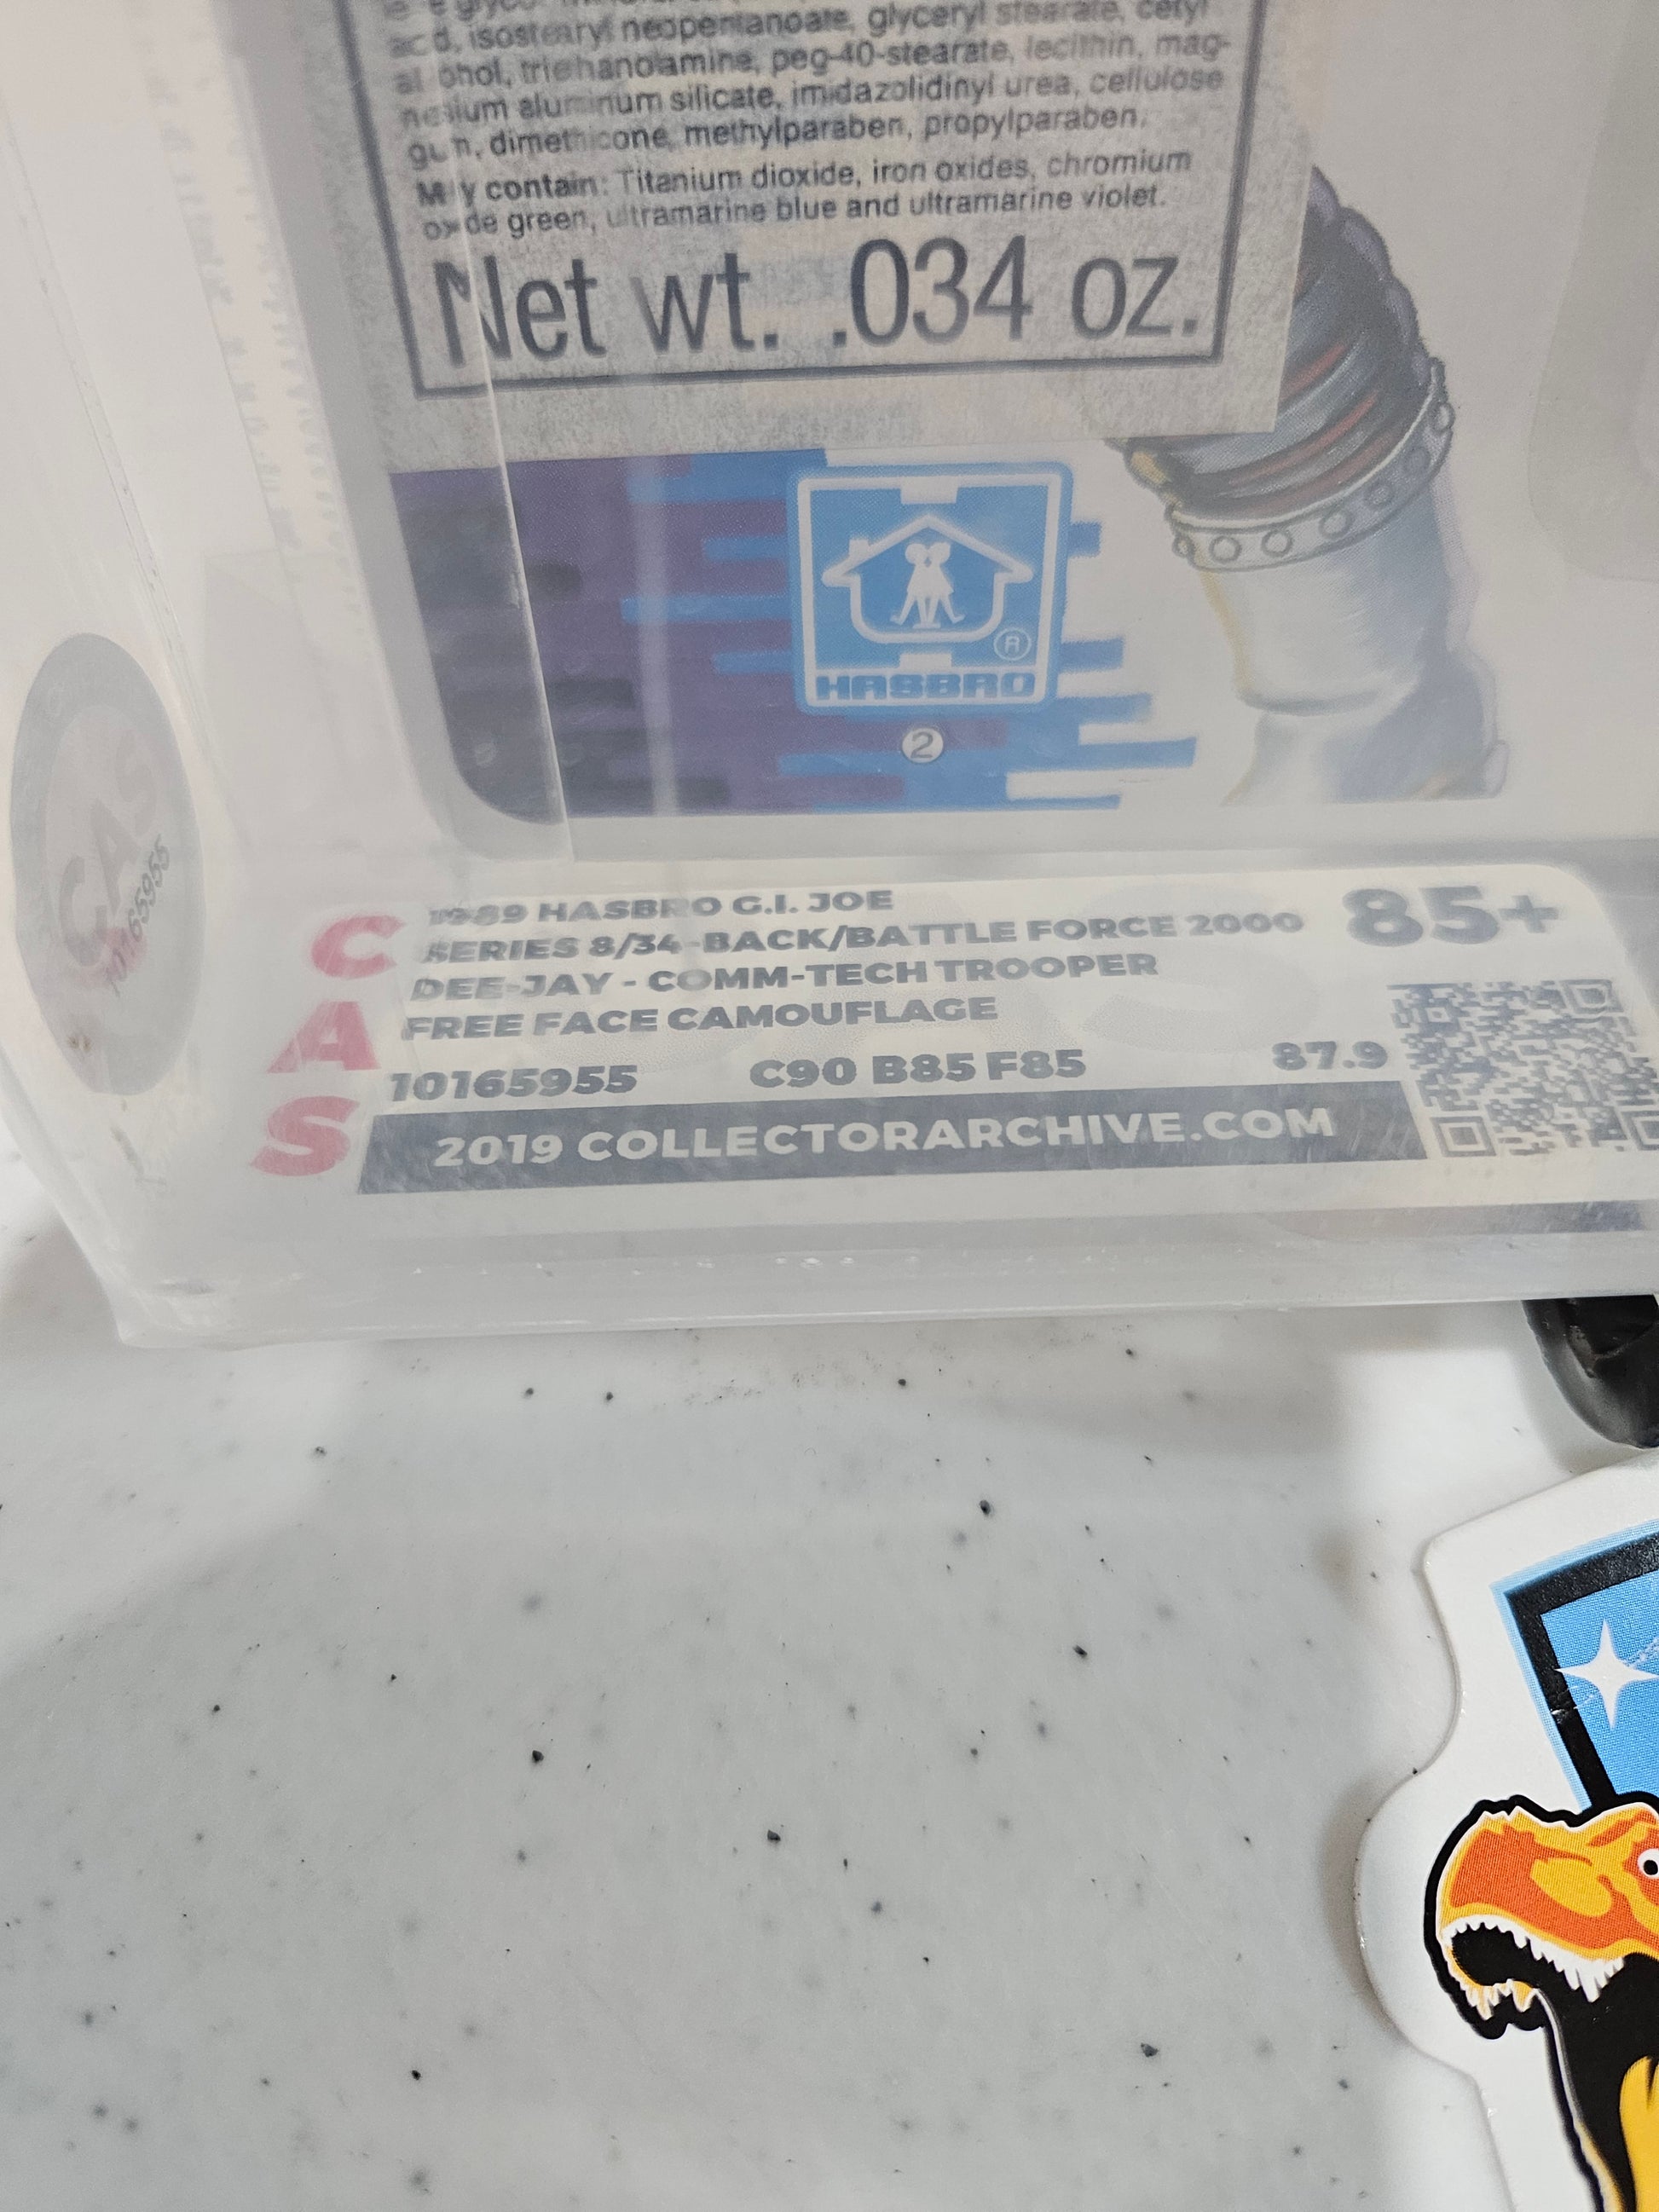 isostearyl neopentanoate, glyceryl stearate, cetyl
triethanolamine, peg-40-stearate, lecithin, mag-
nesium aluminum silicate, imidazolidinyl urea, cellulose
dimethicone, methylparaben, propylparaben.
May contain: Titanium dioxide, iron oxides, chromium
oxide green, ultramarine blue and ultramarine violet.
Net wt. .034 oz.
®
HASBRO
2
CAS
10165955
CAS
1989 HASBRO G.I. JOE
SERIES 8/34-BACK/BATTLE FORCE 2000
DEE-JAY - COMM-TECH TROOPER
FREE FACE CAMOUFLAGE
85+
10165955 C90 B85 F85 87.9
2019 COLLECTORARCHIVE.COM